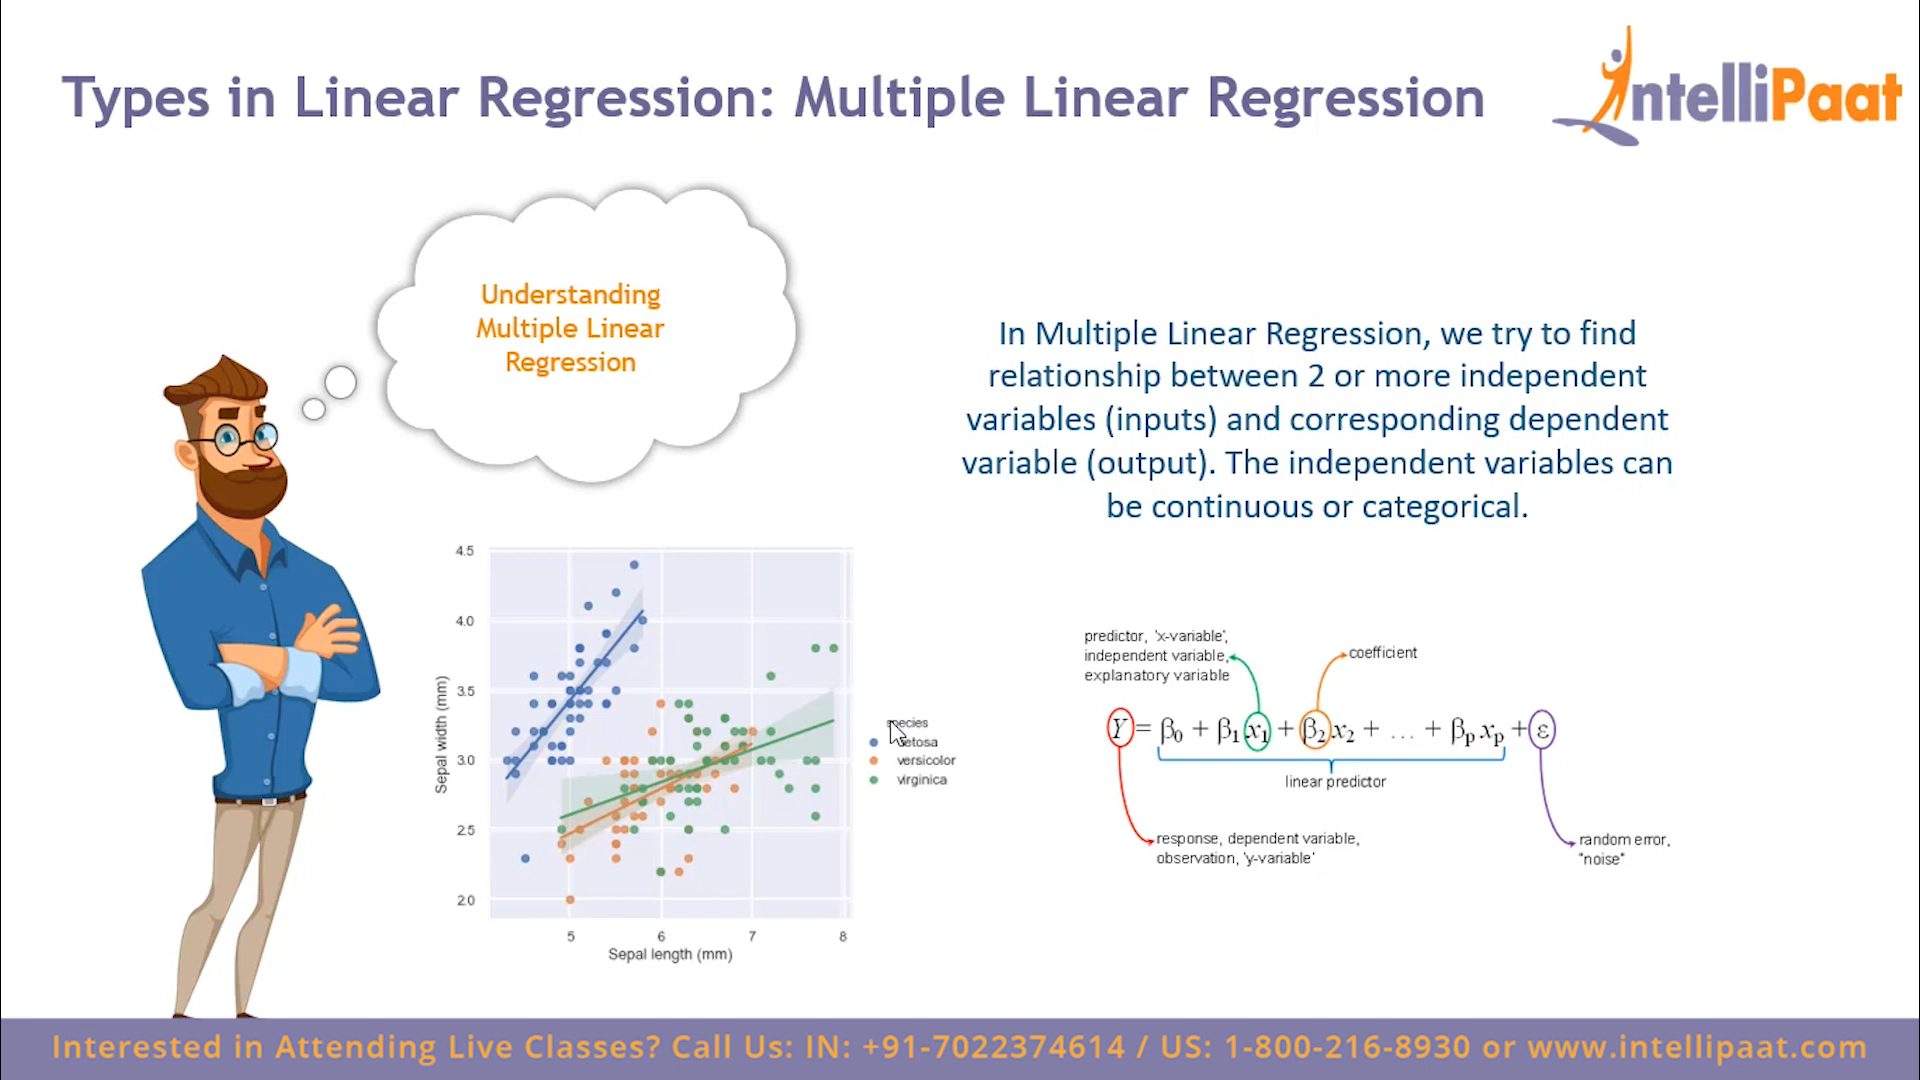 Types in Linear Regression: Multiple Linear Regression
IntelliPaat
Understanding
Multiple Linear
Regression
In Multiple Linear Regression, we try to find
relationship between 2 or more independent
variables (inputs) and corresponding dependent
variable (output). The independent variables can
be continuous or categorical.
4.5
4.0
3.5
3.0
2.5
2.0
Sepal width (mm)
5 6 7 8
Sepal length (mm)
species
setosa
versicolor
virginica
predictor, 'x-variable',
independent variable,
explanatory variable
coefficient
Y = β₀ + β₁x₁ + β₂x₂ + … + βₚxₚ + ε
linear predictor
response, dependent variable,
observation, 'y-variable'
random error,
"noise"
Interested in Attending Live Classes? Call Us: IN: +91-7022374614 / US: 1-800-216-8930 or www.intellipaat.com